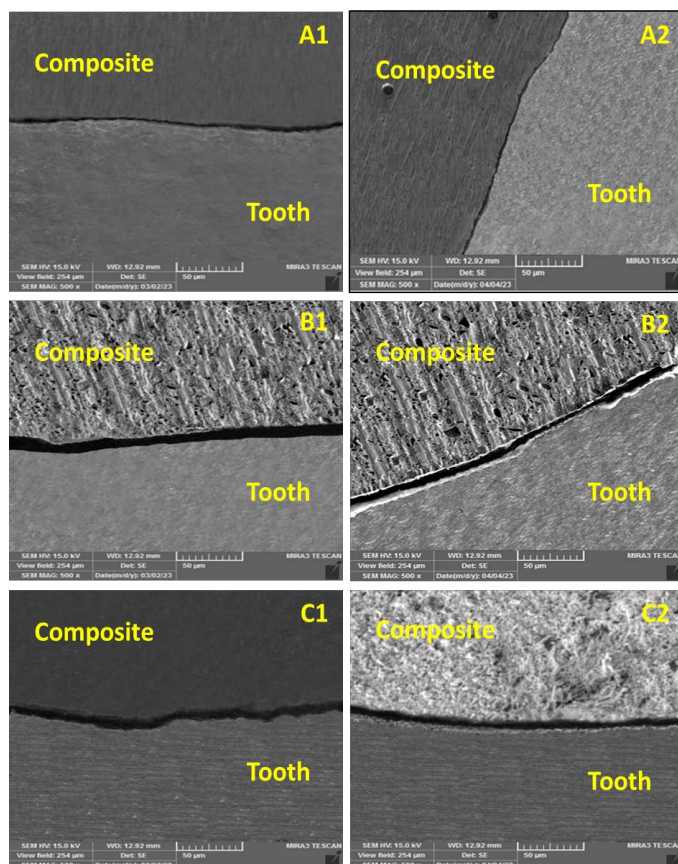 A1
Composite
Tooth
SEM HV: 15.0 kV WD: 12.92 mm MIRA3 TESCAN
View field: 254 µm Det: SE 50 µm
SEM MAG: 500 x Date(m/d/y): 03/02/23
A2
Composite
Tooth
SEM HV: 15.0 kV WD: 12.92 mm MIRA3 TESCAN
View field: 254 µm Det: SE 50 µm
SEM MAG: 500 x Date(m/d/y): 04/04/23
B1
Composite
Tooth
SEM HV: 15.0 kV WD: 12.92 mm MIRA3 TESCAN
View field: 254 µm Det: SE 50 µm
SEM MAG: 500 x Date(m/d/y): 03/02/23
B2
Composite
Tooth
SEM HV: 15.0 kV WD: 12.92 mm MIRA3 TESCAN
View field: 254 µm Det: SE 50 µm
SEM MAG: 500 x Date(m/d/y): 04/04/23
C1
Composite
Tooth
SEM HV: 15.0 kV WD: 12.92 mm MIRA3 TESCAN
View field: 254 µm Det: SE 50 µm
C2
Composite
Tooth
SEM HV: 15.0 kV WD: 12.92 mm MIRA3 TESCAN
View field: 254 µm Det: SE 50 µm